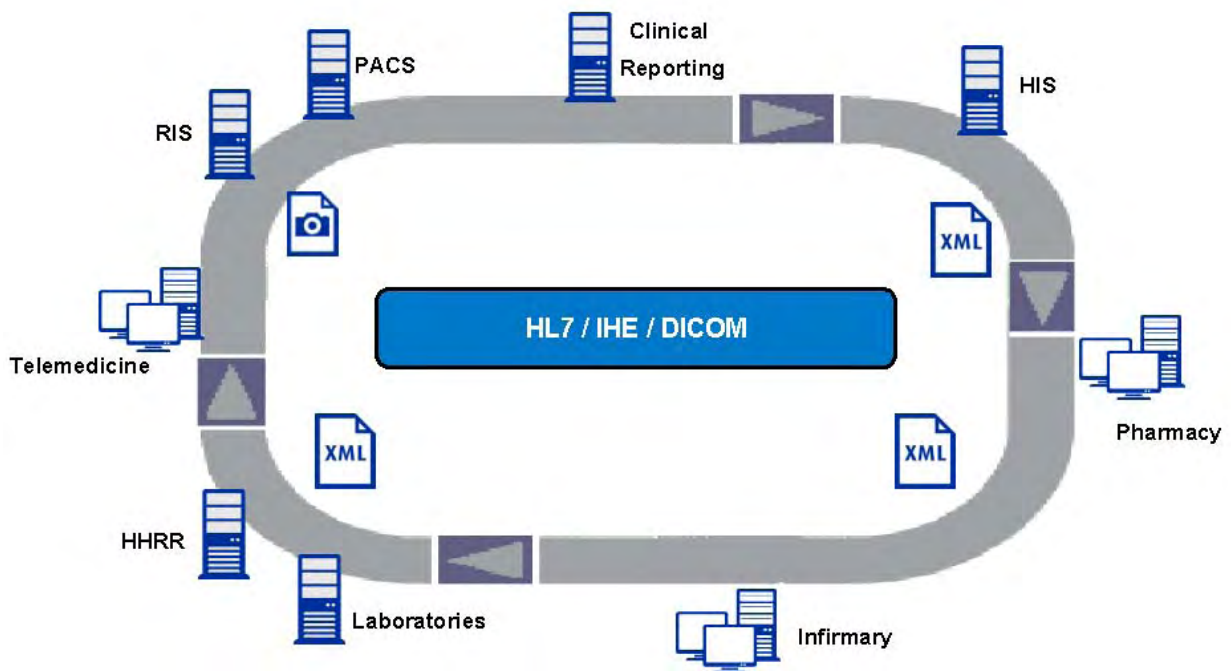 Clinical
Reporting
PACS
HIS
RIS
XML
HL7 / IHE / DICOM
Telemedicine
Pharmacy
XML
XML
HHRR
Laboratories
Infirmary